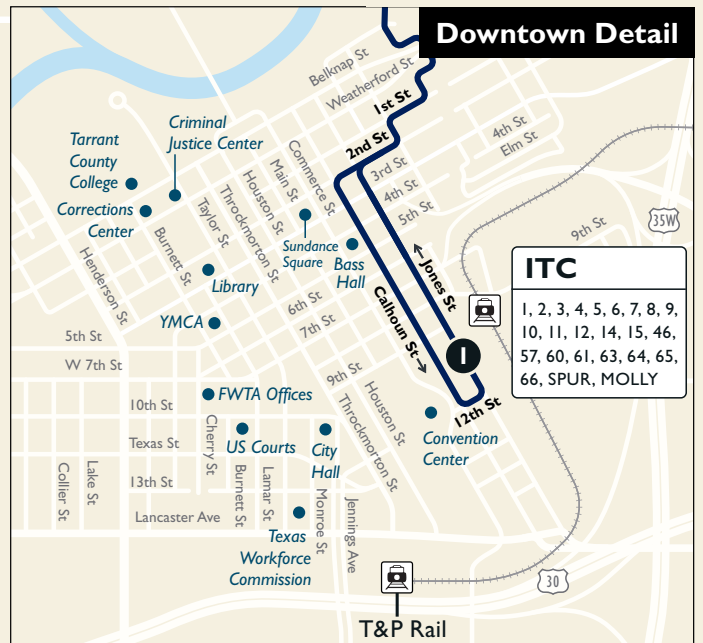 Downtown Detail
Belknap St
Weatherford St
1st St
2nd St
3rd St
4th St
5th St
4th St
Elm St
Criminal
Justice Center
Tarrant
County
College
Corrections
Center
Commerce St
Main St
Houston St
Throckmorton St
Taylor St
Burnett St
Henderson St
Sundance
Square
Bass
Hall
Library
YMCA
6th St
7th St
Jones St
Calhoun St
9th St
35W
ITC
1, 2, 3, 4, 5, 6, 7, 8, 9,
10, 11, 12, 14, 15, 46,
57, 60, 61, 63, 64, 65,
66, SPUR, MOLLY
5th St
W 7th St
9th St
Houston St
Throckmorton St
1
12th St
Convention
Center
FWTA Offices
10th St
Texas St
13th St
Lancaster Ave
Cherry St
US Courts
City
Hall
Collier St
Lake St
Burnett St
Lamar St
Monroe St
Jennings Ave
Texas
Workforce
Commission
30
T&P Rail